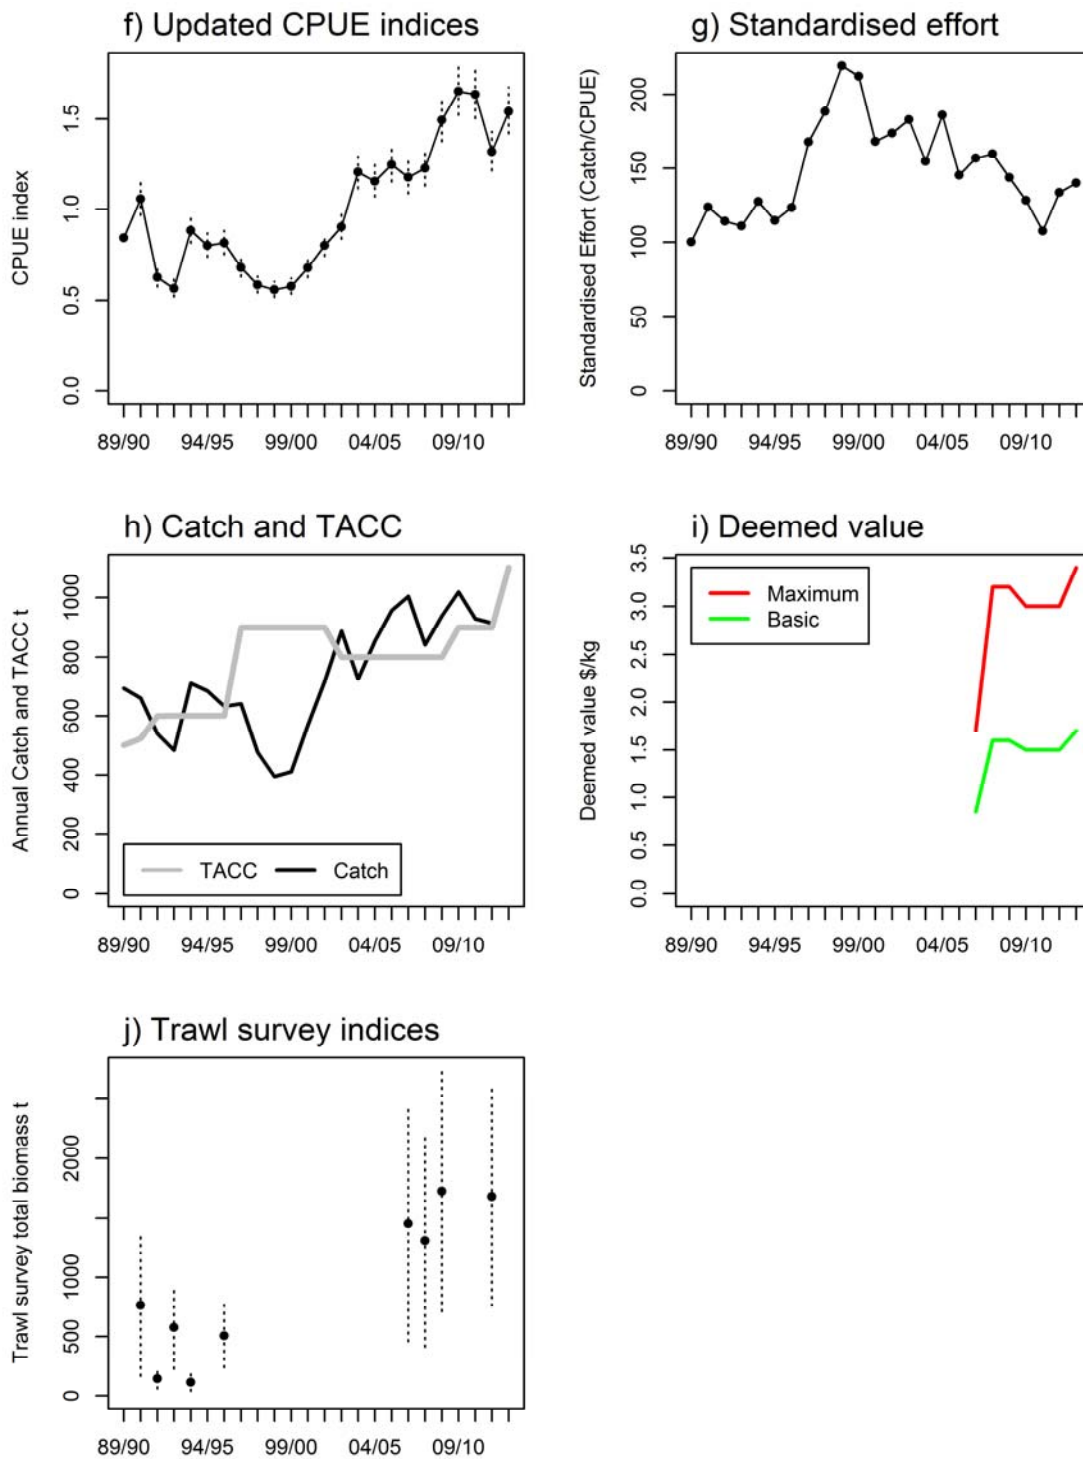 f) Updated CPUE indices
CPUE index
1.5
1.0
0.5
0.0
89/90 94/95 99/00 04/05 09/10
g) Standardised effort
Standardised Effort (Catch/CPUE)
200
150
100
50
0
89/90 94/95 99/00 04/05 09/10
h) Catch and TACC
Annual Catch and TACC t
1000
800
600
400
200
0
TACC Catch
89/90 94/95 99/00 04/05 09/10
i) Deemed value
Deemed value $/kg
3.5
3.0
2.5
2.0
1.5
1.0
0.5
0.0
Maximum
Basic
89/90 94/95 99/00 04/05 09/10
j) Trawl survey indices
Trawl survey total biomass t
2000
1000
500
0
89/90 94/95 99/00 04/05 09/10